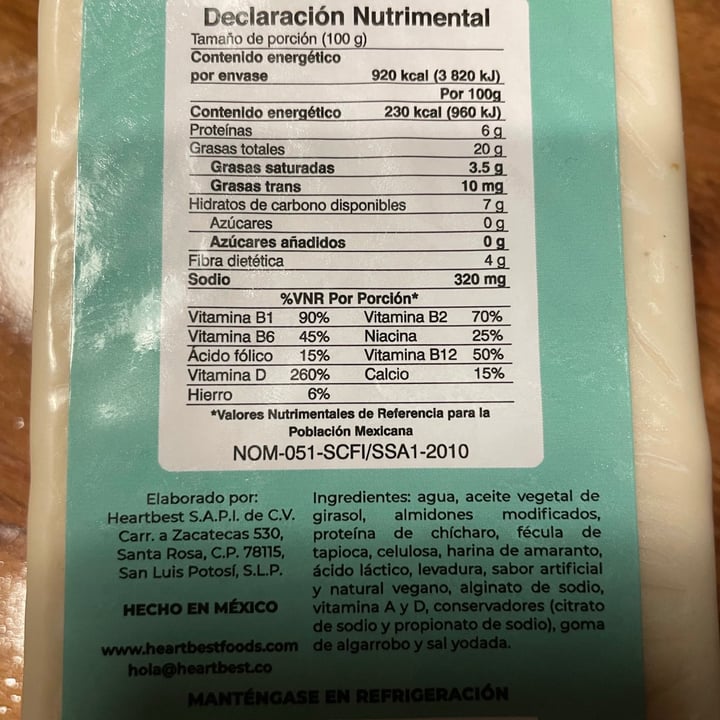 Declaración Nutrimental
Tamaño de porción (100 g)
Contenido energético
por envase 920 kcal (3 820 kJ)
Por 100g
Contenido energético 230 kcal (960 kJ)
Proteínas 6 g
Grasas totales 20 g
Grasas saturadas 3.5 g
Grasas trans 10 mg
Hidratos de carbono disponibles 7 g
Azúcares 0 g
Azúcares añadidos 0 g
Fibra dietética 4 g
Sodio 320 mg
%VNR Por Porción*
Vitamina B1 90% Vitamina B2 70%
Vitamina B6 45% Niacina 25%
Ácido fólico 15% Vitamina B12 50%
Vitamina D 260% Calcio 15%
Hierro 6%
*Valores Nutrimentales de Referencia para la
Población Mexicana
NOM-051-SCFI/SSA1-2010
Elaborado por:
Heartbest S.A.P.I. de C.V.
Carr. a Zacatecas 530,
Santa Rosa, C.P. 78115,
San Luis Potosí, S.L.P.
HECHO EN MÉXICO
www.heartbestfoods.com
hola@heartbest.co
Ingredientes: agua, aceite vegetal de
girasol, almidones modificados,
proteína de chícharo, fécula de
tapioca, celulosa, harina de amaranto,
ácido láctico, levadura, sabor artificial
y natural vegano, alginato de sodio,
vitamina A y D, conservadores (citrato
de sodio y propionato de sodio), goma
de algarrobo y sal yodada.
MANTÉNGASE EN REFRIGERACIÓN